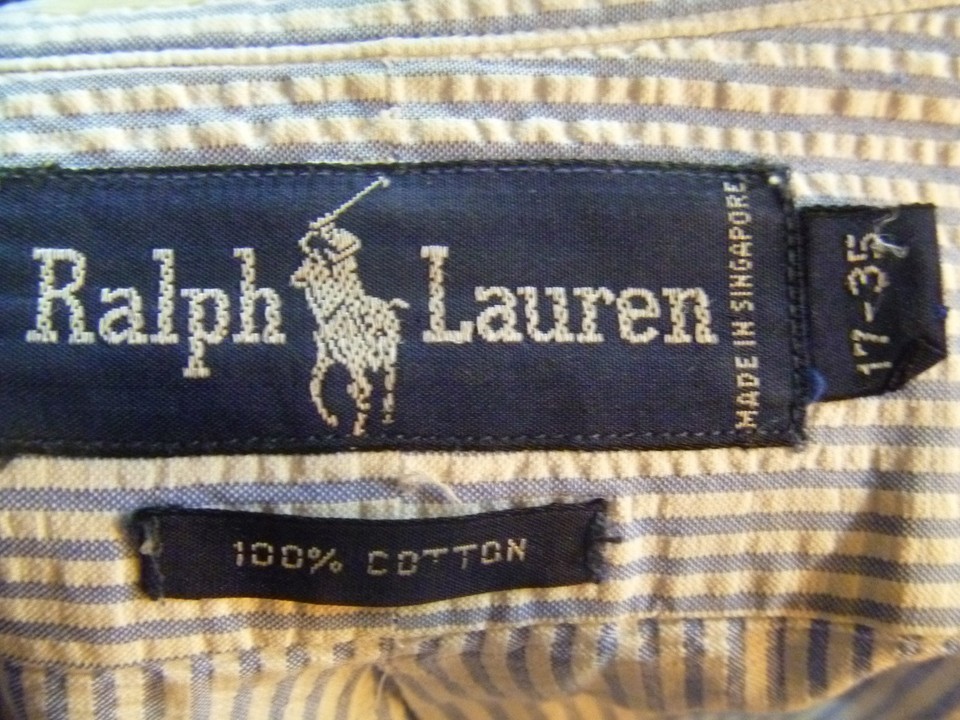 Ralph Lauren
MADE IN SINGAPORE
17-35
100% COTTON